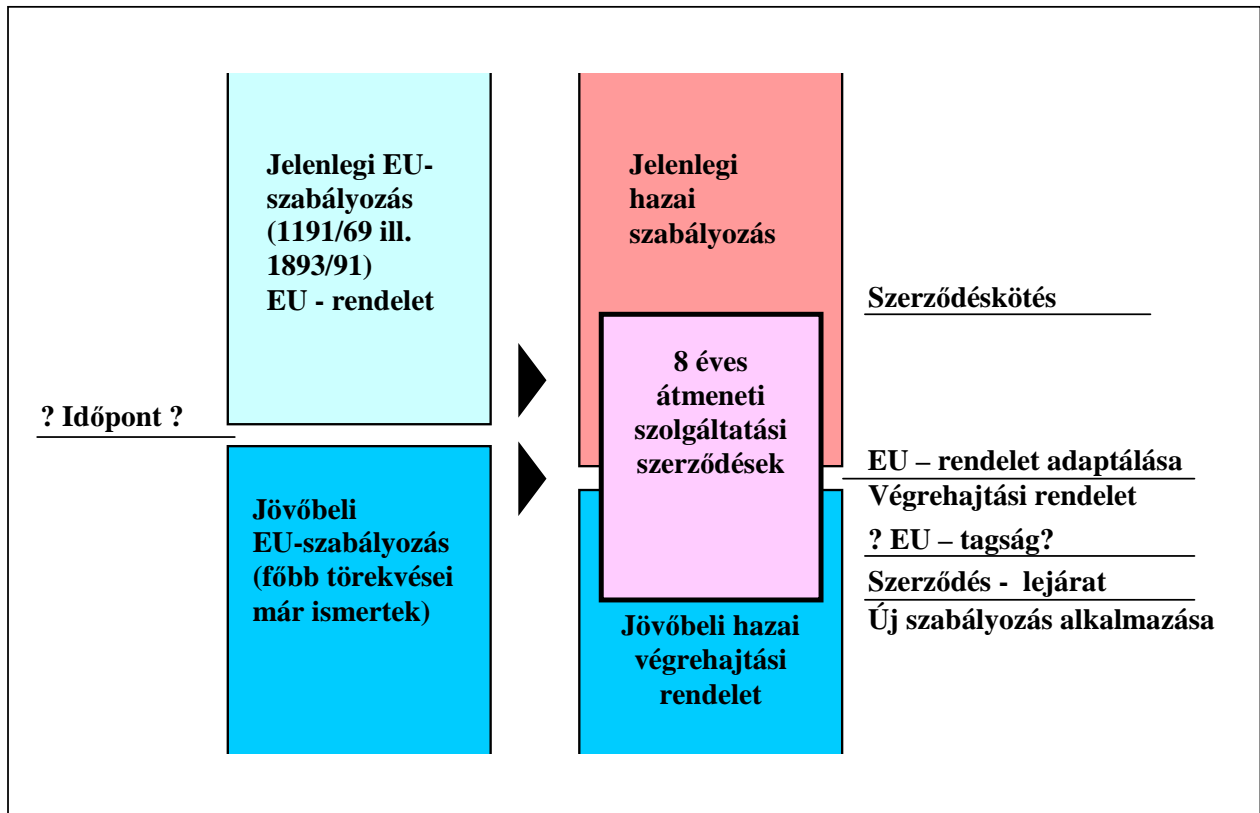 Jelenlegi EU-
szabályozás
(1191/69 ill.
1893/91)
EU - rendelet
Jelenlegi
hazai
szabályozás
Szerződéskötés
8 éves
átmeneti
szolgáltatási
szerződések
? Időpont ?
EU – rendelet adaptálása
Végrehajtási rendelet
Jövőbeli
EU-szabályozás
(főbb törekvései
már ismertek)
? EU – tagság?
Szerződés -  lejárat
Új szabályozás alkalmazása
Jövőbeli hazai
végrehajtási
rendelet